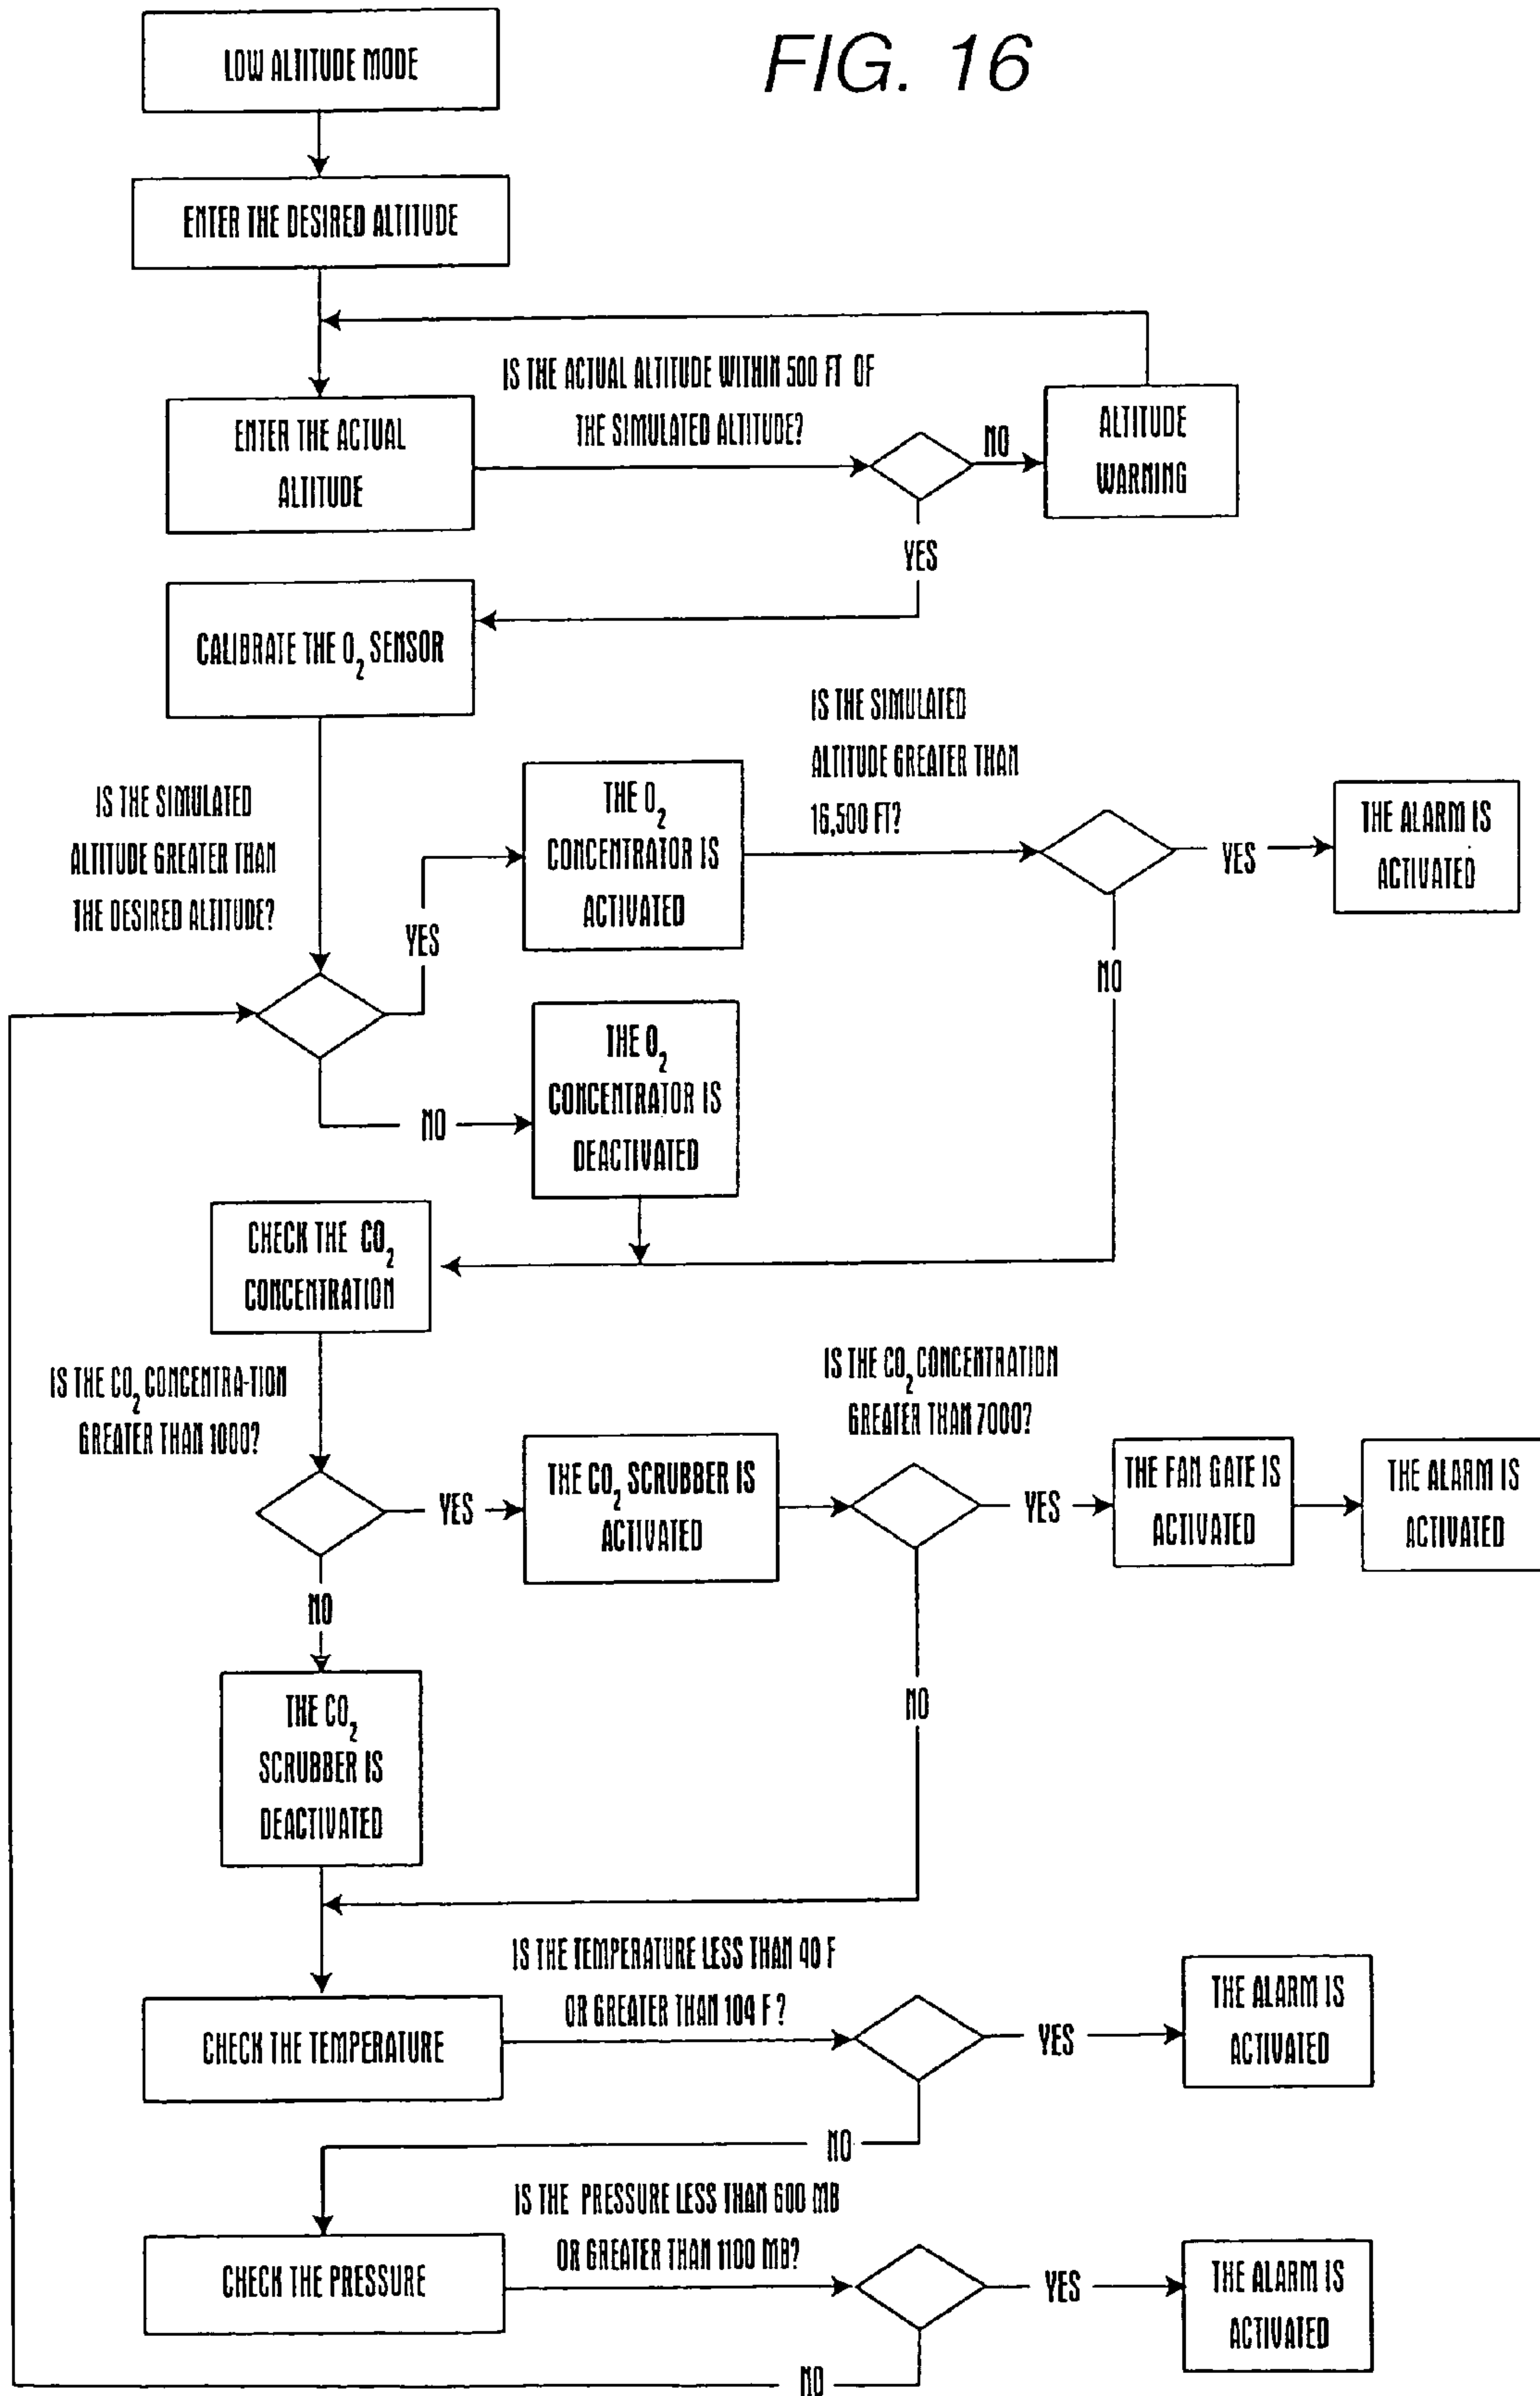 FIG. 16
LOW ALTITUDE MODE
ENTER THE DESIRED ALTITUDE
IS THE ACTUAL ALTITUDE WITHIN 500 FT OF
THE SIMULATED ALTITUDE?
ENTER THE ACTUAL
ALTITUDE
NO
ALTITUDE
WARNING
YES
CALIBRATE THE O₂ SENSOR
IS THE SIMULATED
ALTITUDE GREATER THAN
THE DESIRED ALTITUDE?
YES
THE O₂
CONCENTRATOR IS
ACTIVATED
IS THE SIMULATED
ALTITUDE GREATER THAN
16,500 FT?
YES
THE ALARM IS
ACTIVATED
NO
NO
THE O₂
CONCENTRATOR IS
DEACTIVATED
CHECK THE CO₂
CONCENTRATION
IS THE CO₂ CONCENTRA-TION
GREATER THAN 1000?
YES
THE CO₂ SCRUBBER IS
ACTIVATED
IS THE CO₂ CONCENTRATION
GREATER THAN 7000?
YES
THE FAN GATE IS
ACTIVATED
THE ALARM IS
ACTIVATED
NO
NO
THE CO₂
SCRUBBER IS
DEACTIVATED
CHECK THE TEMPERATURE
IS THE TEMPERATURE LESS THAN 40 F
OR GREATER THAN 104 F?
YES
THE ALARM IS
ACTIVATED
NO
CHECK THE PRESSURE
IS THE PRESSURE LESS THAN 600 MB
OR GREATER THAN 1100 MB?
YES
THE ALARM IS
ACTIVATED
NO